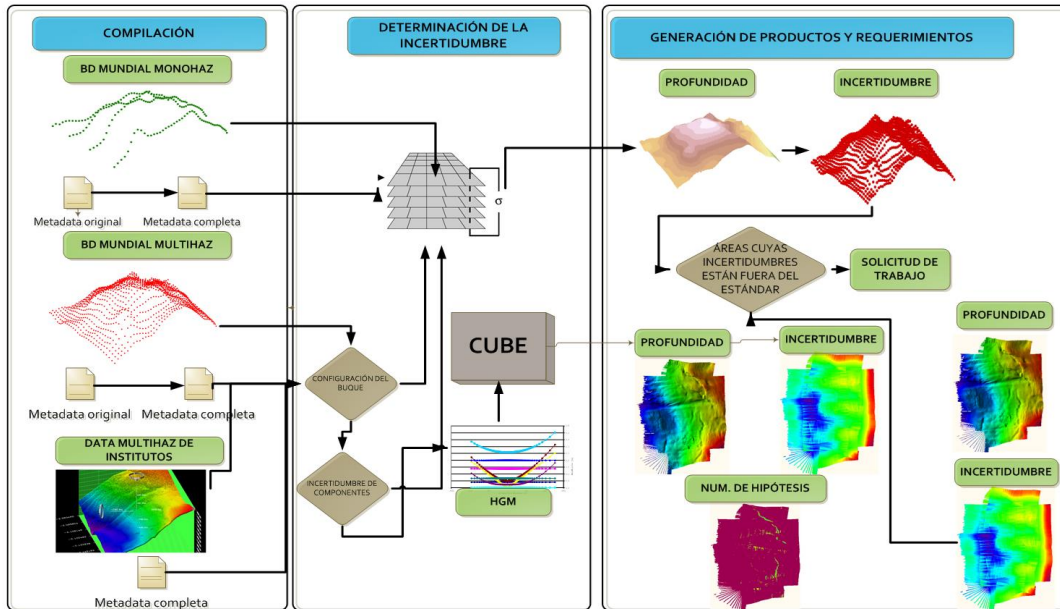 COMPILACIÓN
BD MUNDIAL MONOHAZ
Metadata original
Metadata completa
BD MUNDIAL MULTIHAZ
Metadata original
Metadata completa
DATA MULTIHAZ DE
INSTITUTOS
Metadata completa
DETERMINACIÓN DE LA
INCERTIDUMBRE
σ
CUBE
CONFIGURACIÓN DEL
BUQUE
INCERTIDUMBRE DE
COMPONENTES
HGM
GENERACIÓN DE PRODUCTOS Y REQUERIMIENTOS
PROFUNDIDAD
INCERTIDUMBRE
ÁREAS CUYAS
INCERTIDUMBRES
ESTÁN FUERA DEL
ESTÁNDAR
SOLICITUD DE
TRABAJO
PROFUNDIDAD
INCERTIDUMBRE
NUM. DE HIPÓTESIS
PROFUNDIDAD
INCERTIDUMBRE